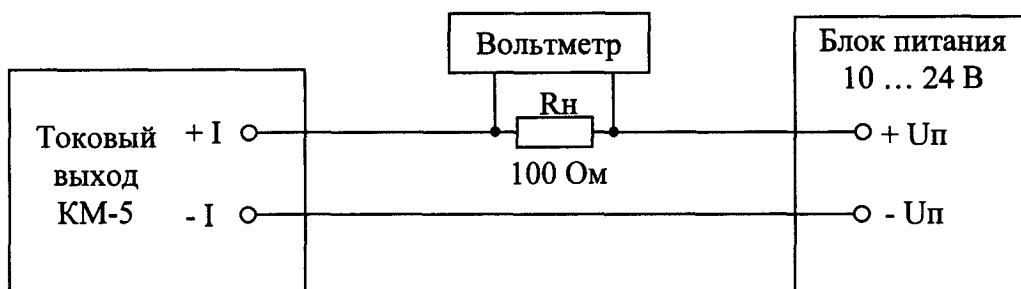 Вольтметр
Блок питания
10 ... 24 В
Rн
Токовый
выход
КМ-5
+ I
- I
100 Ом
+ Uп
- Uп